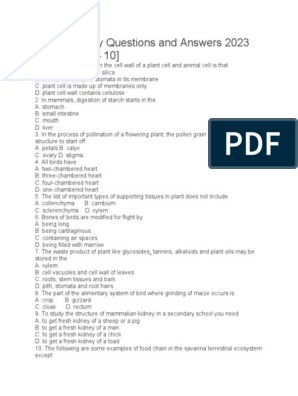 y Questions and Answers 2023
10]
n the cell wall of a plant cell and animal cell is that
silica
stomata in its membrane
C. plant cell is made up of membranes only
D. plant cell wall contains cellulose
2. In mammals, digestion of starch starts in the
A. stomach
B. small intestine
C. mouth
D. liver
3. In the process of pollination of a flowering plant, the pollen grain
structure to start off
A. petals B. calyx
C. ovary D. stigma
4. All birds have
A. two-chambered heart
B. three-chambered heart
C. four-chambered heart
D. one-chambered heart
5. The list of important types of supporting tissues in plant does not include
A. collenchyma B. cambium
C. sclerenchyma D. xylem
6. Bones of birds are modified for flight by
A. being long
B. being cartilaginous
C. containing air spaces
D. being filled with marrow
7. The waste product of plant like glycosides, tannins, alkaloids and plant oils may be
stored in the
A. xylem
B. cell vacuoles and cell wall of leaves
C. roots, stem tissues and bark
D. pith, stomata and root hairs
8. The part of the alimentary system of bird where grinding of maize occurs is
A. crop B. gizzard
C. cloak D. rectum
9. To study the structure of mammalian kidney in a secondary school you need
A. to get fresh kidney of a sheep or a pig
B. to get a fresh kidney of a man
C. to get a fresh kidney of a chick
D. to get a fresh kidney of a toad
10. The following are some examples of food chain in the savanna terrestrial ecosystem
except
PDF